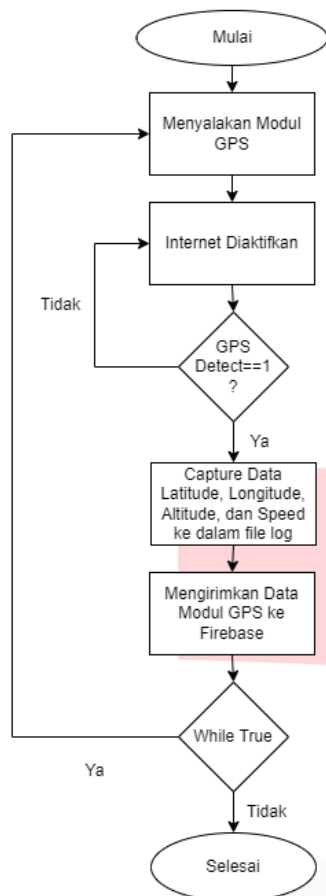 Mulai
Menyalakan Modul
GPS
Internet Diaktifkan
Tidak
GPS
Detect==1
?
Ya
Capture Data
Latitude, Longitude,
Altitude, dan Speed
ke dalam file log
Mengirimkan Data
Modul GPS ke
Firebase
While True
Ya
Tidak
Selesai